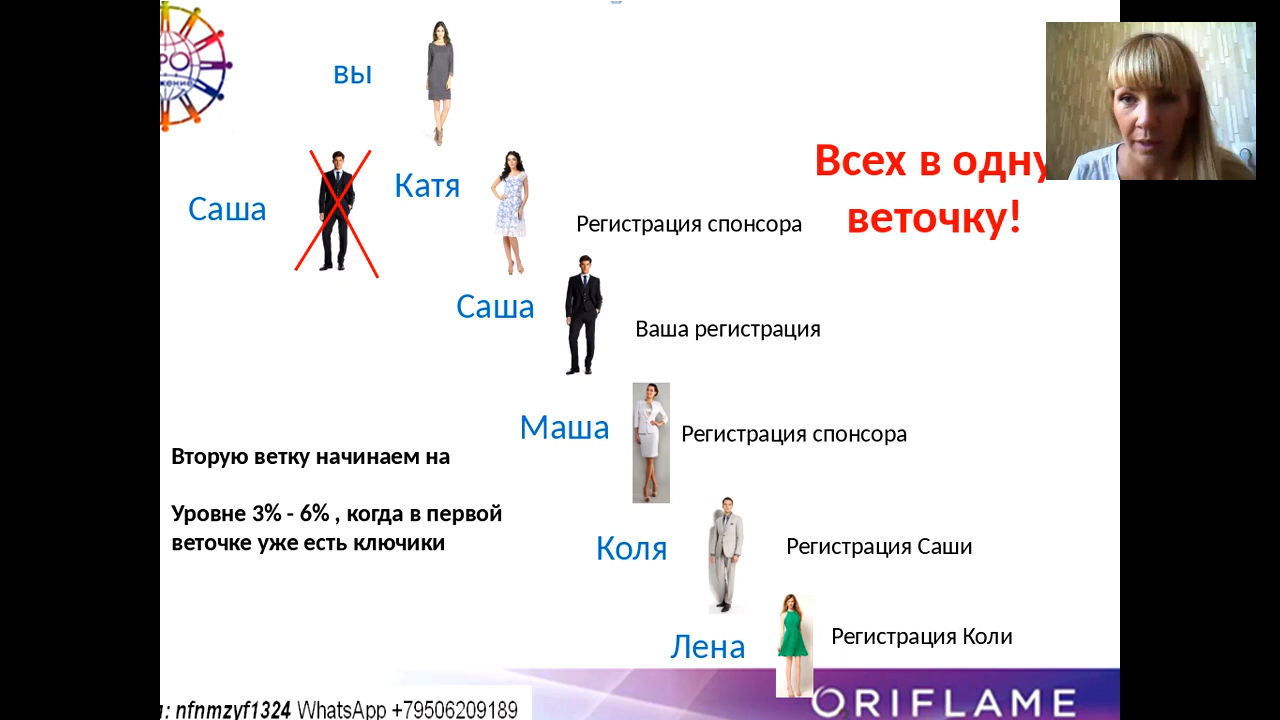 вы
Саша
Катя
Всех в одну
веточку!
Регистрация спонсора
Саша
Ваша регистрация
Маша
Регистрация спонсора
Вторую ветку начинаем на
Уровне 3% - 6% , когда в первой
веточке уже есть ключики
Коля
Регистрация Саши
Лена
Регистрация Коли
: nfnmzyf1324 WhatsApp +79506209189
ORIFLAME